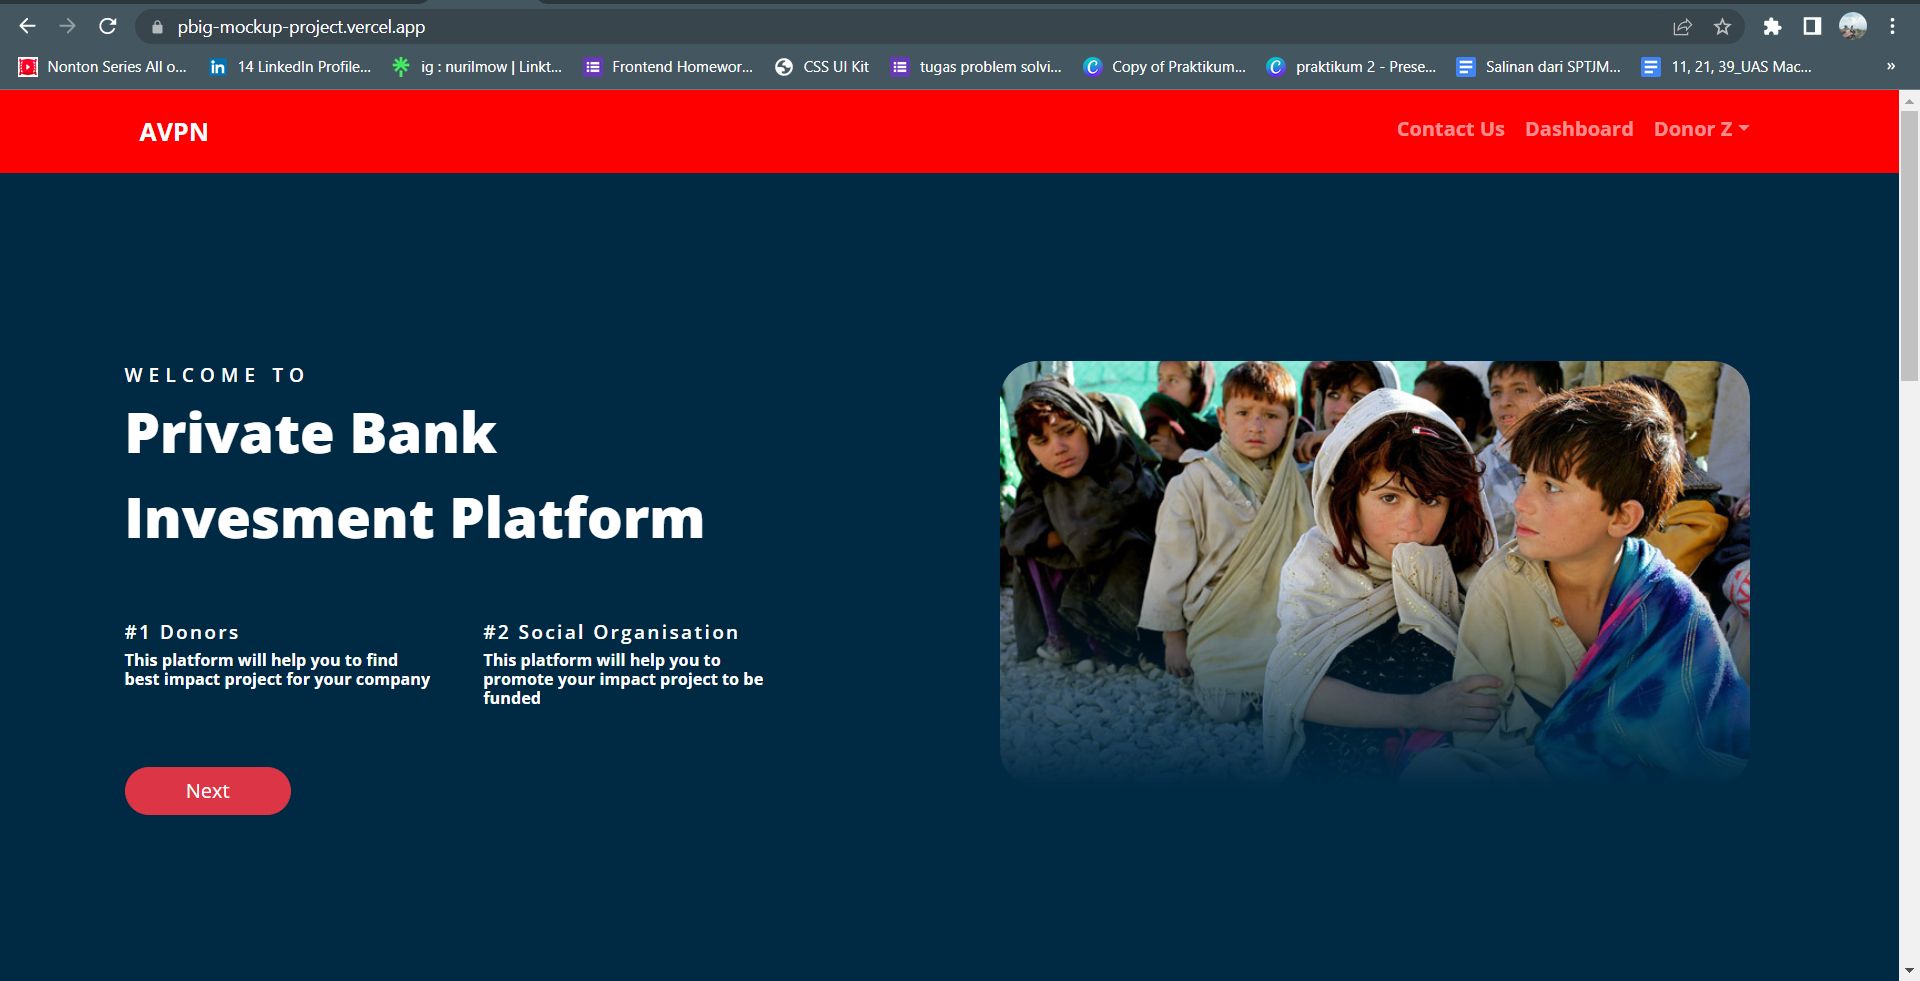 pbig-mockup-project.vercel.app
Nonton Series All o...
in
14 LinkedIn Profile...
ig : nurilmow | Linkt...
Frontend Homewor...
CSS UI Kit
tugas problem solvi...
C
Copy of Praktikum...
C
praktikum 2 - Prese...
Salinan dari SPTJM...
11, 21, 39_UAS Mac...
»
AVPN
Contact Us
Dashboard
Donor Z
WELCOME TO
Private Bank
Invesment Platform
#1 Donors
This platform will help you to find
best impact project for your company
#2 Social Organisation
This platform will help you to
promote your impact project to be
funded
Next